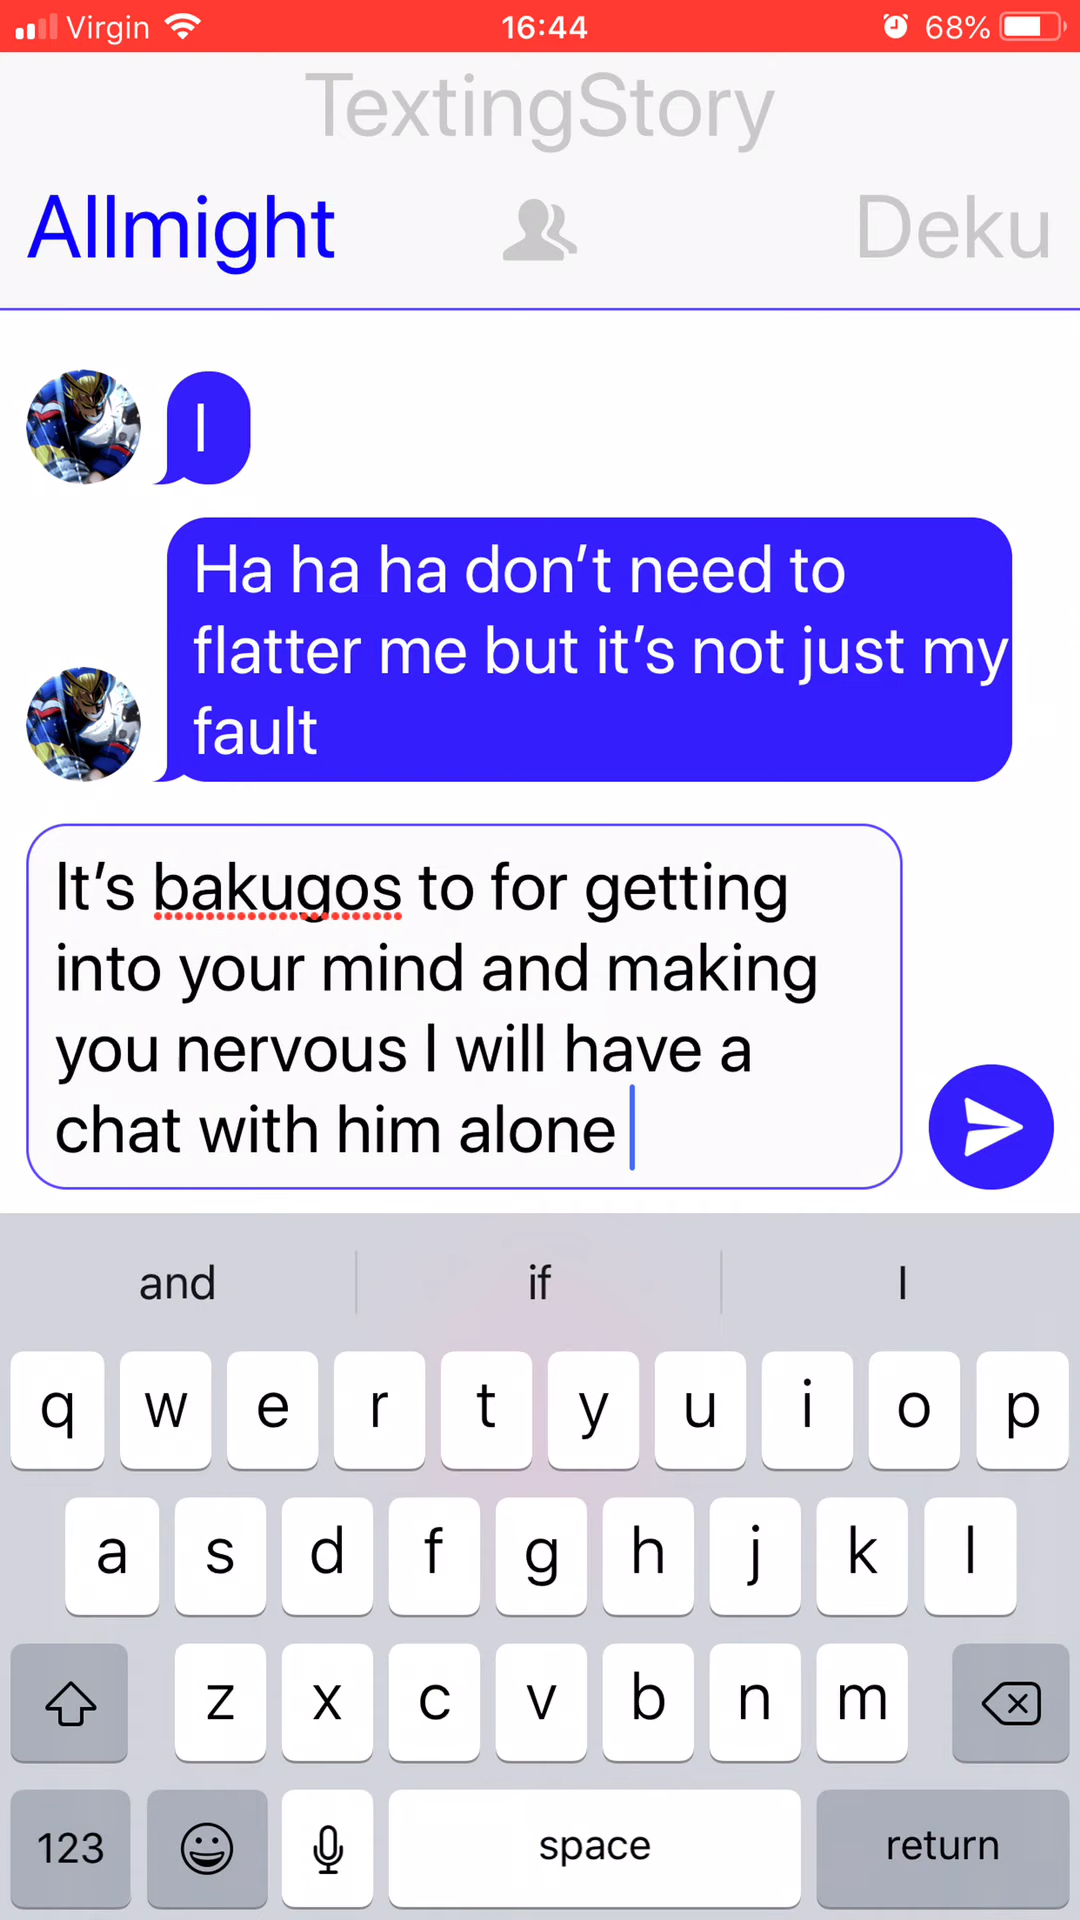 Virgin 16:44 68%
TextingStory
Allmight Deku
I
Ha ha ha don’t need to
flatter me but it’s not just my
fault
It’s bakugos to for getting
into your mind and making
you nervous I will have a
chat with him alone
and if I
q w e r t y u i o p
a s d f g h j k l
z x c v b n m
123 space return